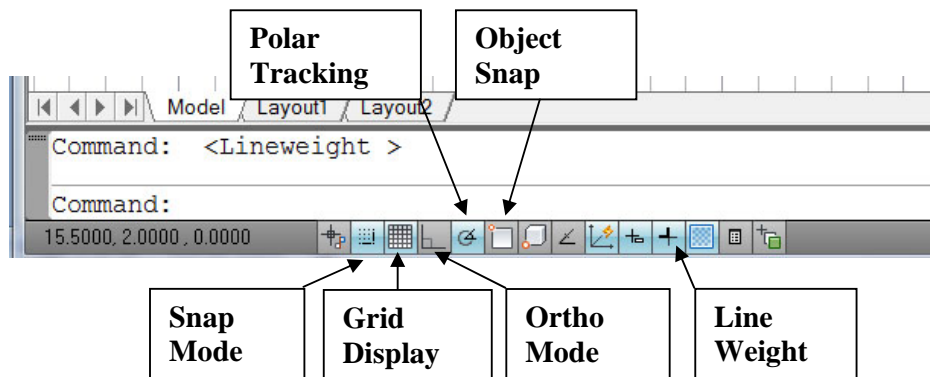 Polar
Tracking
Object
Snap
Model / Layout1 / Layout2 /
Command:  <Lineweight >
Command:
15.5000, 2.0000 , 0.0000
Snap
Mode
Grid
Display
Ortho
Mode
Line
Weight